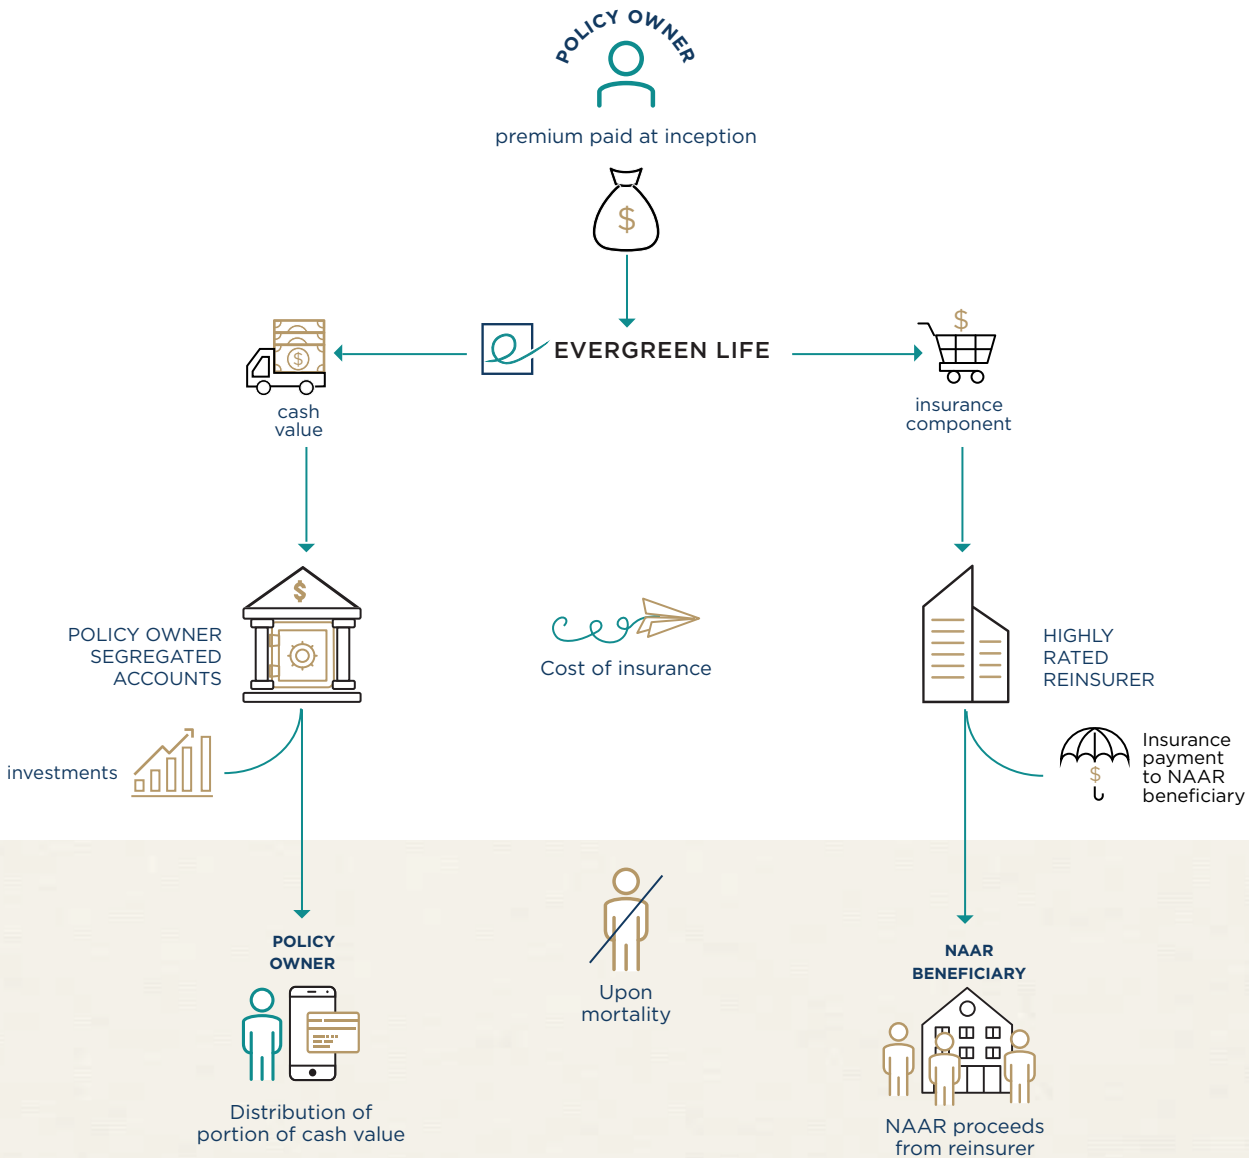 POLICY OWNER
premium paid at inception
$
EVERGREEN LIFE
$
cash
value
$
insurance
component
$
POLICY OWNER
SEGREGATED
ACCOUNTS
Cost of insurance
HIGHLY
RATED
REINSURER
investments
$
Insurance
payment
to NAAR
beneficiary
POLICY
OWNER
Upon
mortality
NAAR
BENEFICIARY
Distribution of
portion of cash value
NAAR proceeds
from reinsurer